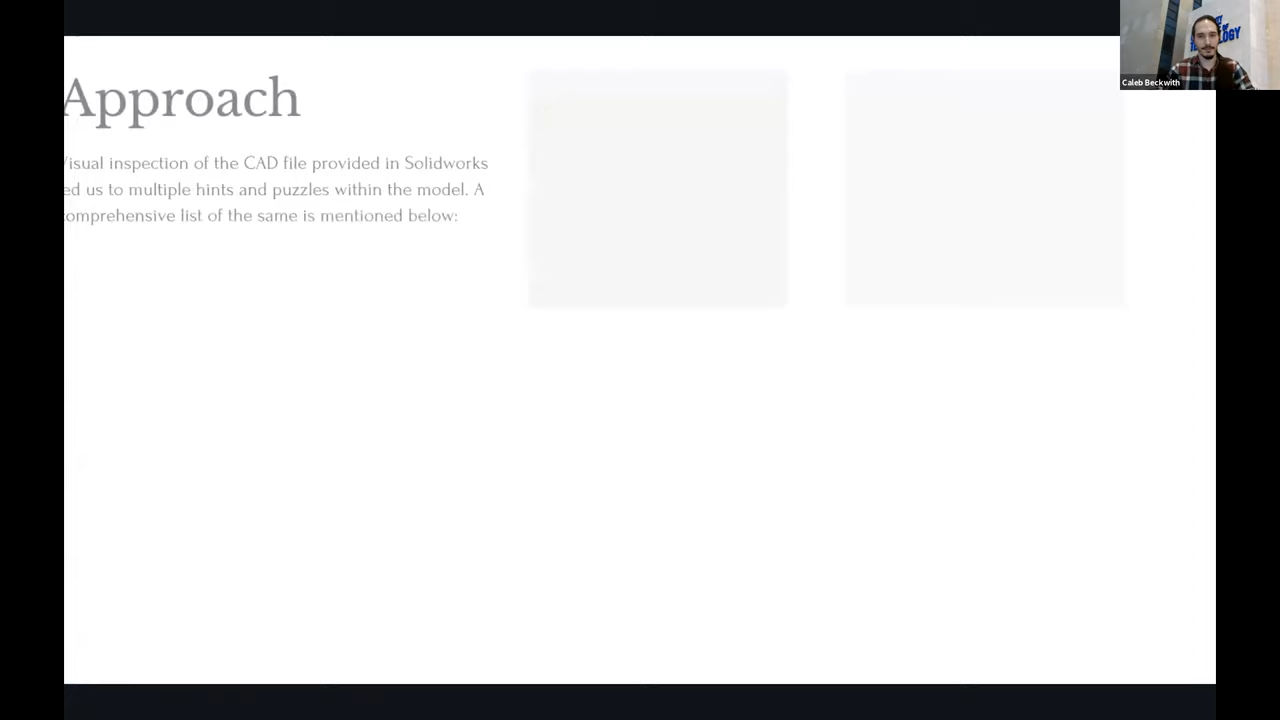 Approach
Visual inspection of the CAD file provided in Solidworks
ed us to multiple hints and puzzles within the model. A
comprehensive list of the same is mentioned below:
Caleb Beckwith